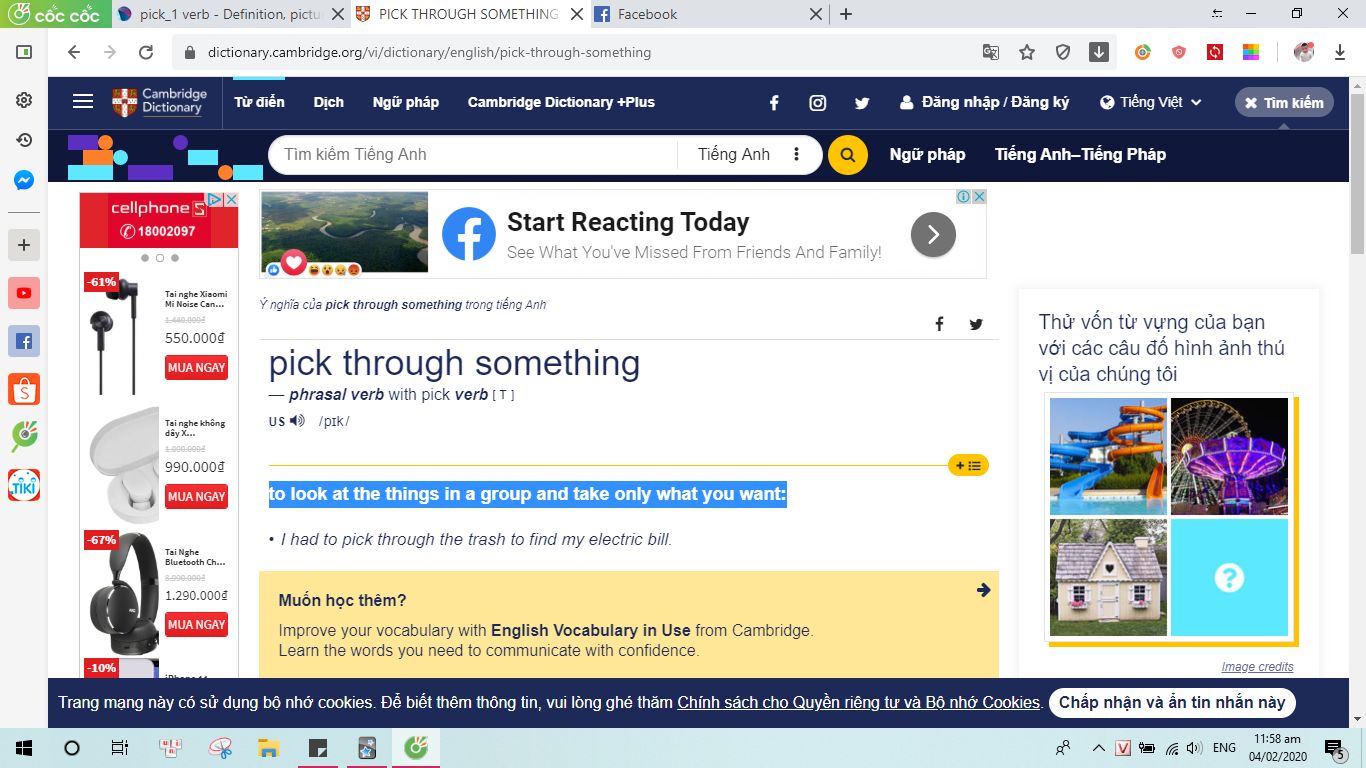 cốc cốc
pick_1 verb - Definition, pictu
PICK THROUGH SOMETHING
Facebook
dictionary.cambridge.org/vi/dictionary/english/pick-through-something
Cambridge
Dictionary
Từ điển
Dịch
Ngữ pháp
Cambridge Dictionary +Plus
Đăng nhập / Đăng ký
Tiếng Việt
Tìm kiếm
Tìm kiếm Tiếng Anh
Tiếng Anh
Ngữ pháp
Tiếng Anh–Tiếng Pháp
cellphoneS
18002097
-61%
Tai nghe Xiaomi
Mi Noise Can...
1.440.000₫
550.000₫
MUA NGAY
Tai nghe không
dây X...
990.000₫
MUA NGAY
-67%
Tai Nghe
Bluetooth Ch...
1.290.000₫
MUA NGAY
-10%
Start Reacting Today
See What You've Missed From Friends And Family!
Ý nghĩa của pick through something trong tiếng Anh
pick through something
— phrasal verb with pick verb [ T ]
US /pɪk/
to look at the things in a group and take only what you want:
• I had to pick through the trash to find my electric bill.
Muốn học thêm?
Improve your vocabulary with English Vocabulary in Use from Cambridge.
Learn the words you need to communicate with confidence.
Thử vốn từ vựng của bạn
với các câu đố hình ảnh thú
vị của chúng tôi
Image credits
Trang mạng này có sử dụng bộ nhớ cookies. Để biết thêm thông tin, vui lòng ghé thăm Chính sách cho Quyền riêng tư và Bộ nhớ Cookies.
Chấp nhận và ẩn tin nhắn này
TIKI
ENG
11:58 am
04/02/2020
5